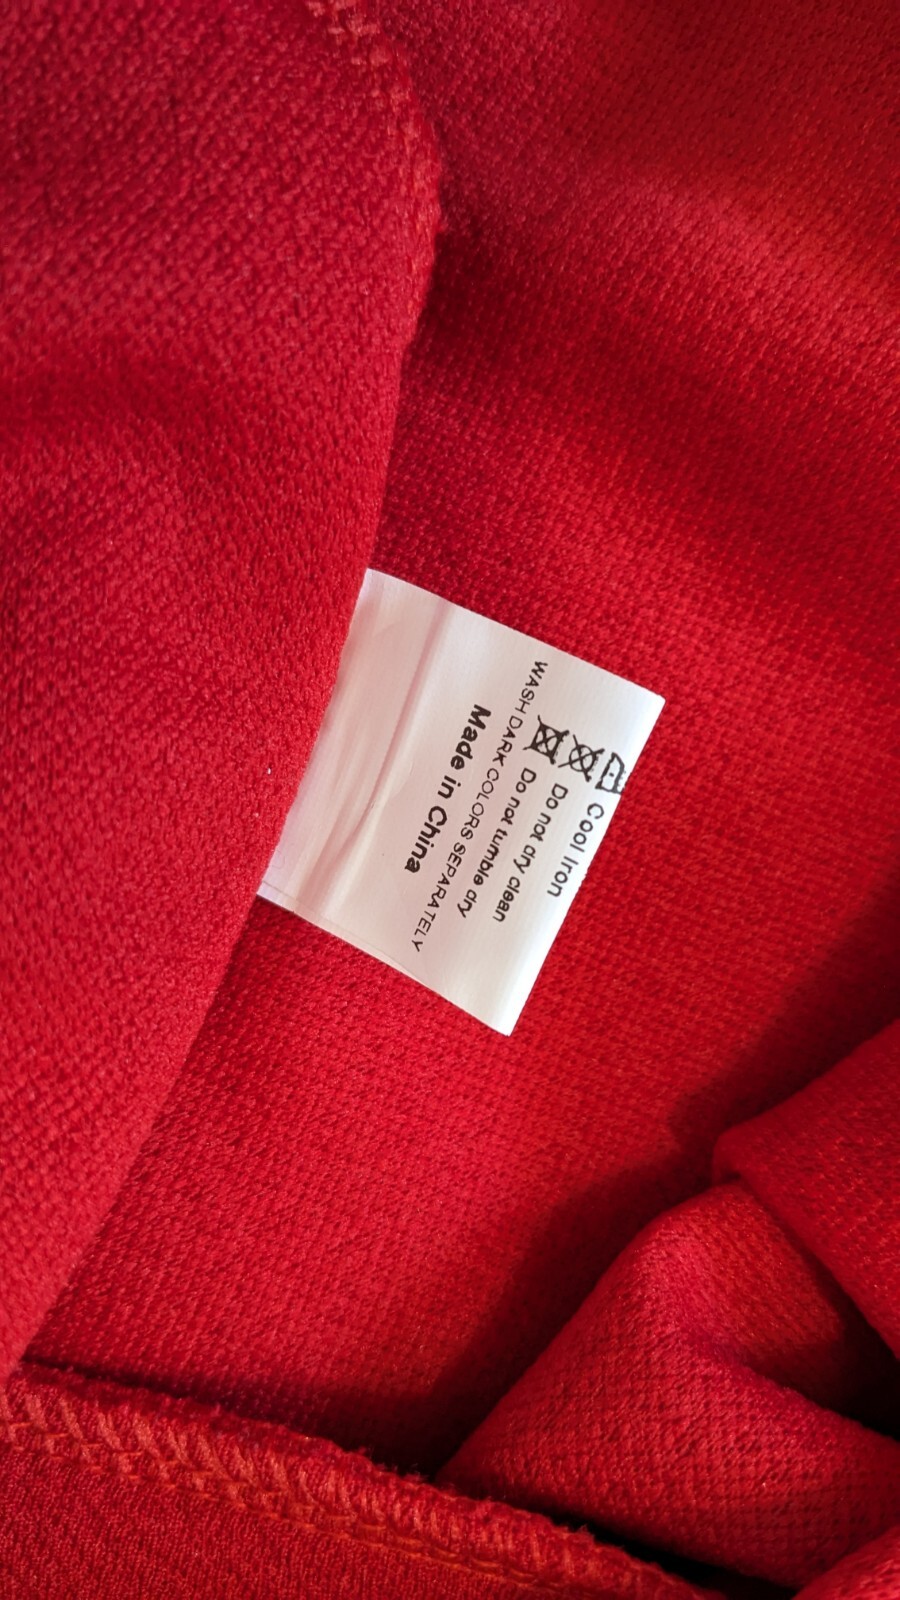 Cool Iron
Do not dry clean
Do not tumble dry
WASH DARK COLORS SEPARATELY
Made in China